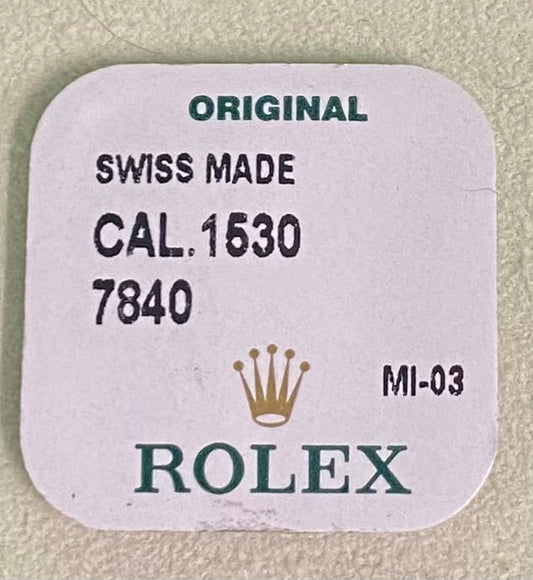 ORIGINAL
SWISS MADE
CAL.1530
7840
MI-03
ROLEX